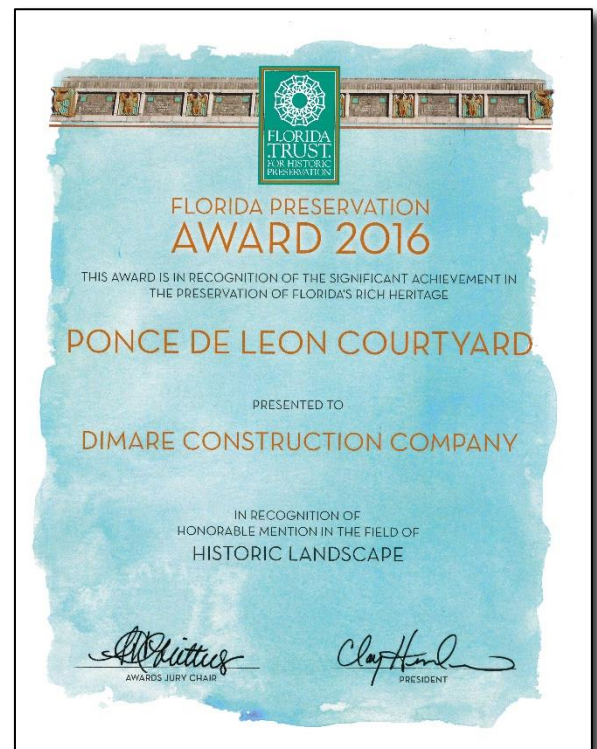 FLORIDA
TRUST
FOR HISTORIC
PRESERVATION
FLORIDA PRESERVATION
AWARD 2016
THIS AWARD IS IN RECOGNITION OF THE SIGNIFICANT ACHIEVEMENT IN
THE PRESERVATION OF FLORIDA'S RICH HERITAGE
PONCE DE LEON COURTYARD
PRESENTED TO
DIMARE CONSTRUCTION COMPANY
IN RECOGNITION OF
HONORABLE MENTION IN THE FIELD OF
HISTORIC LANDSCAPE
AWARDS JURY CHAIR
PRESIDENT